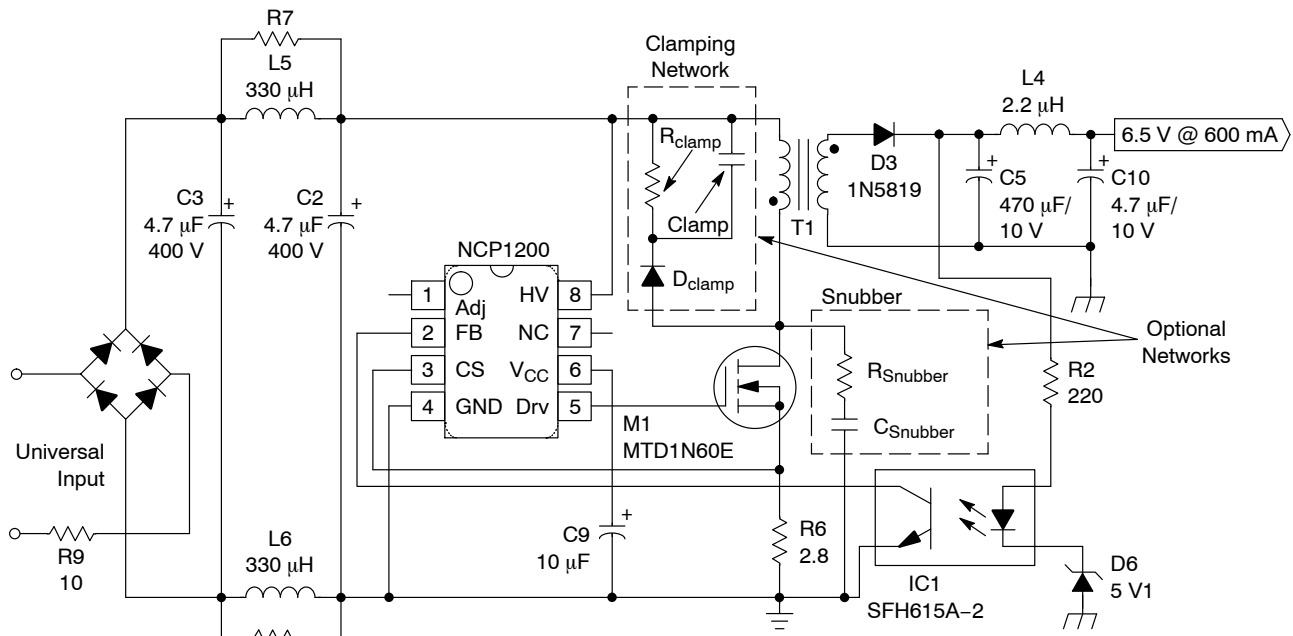 R7
L5
330 μH
Clamping
Network
L4
2.2 μH
6.5 V @ 600 mA
Rclamp
D3
1N5819
+
C5
470 μF/
10 V
+
C10
4.7 μF/
10 V
C3
4.7 μF
400 V
+
C2
4.7 μF
400 V
+
Clamp
T1
NCP1200
Dclamp
Snubber
1
Adj
HV
8
2
FB
NC
7
3
CS
VCC
6
4
GND
Drv
5
Optional
Networks
RSnubber
R2
220
CSnubber
M1
MTD1N60E
Universal
Input
R9
10
L6
330 μH
C9
10 μF
+
R6
2.8
IC1
SFH615A−2
D6
5 V1